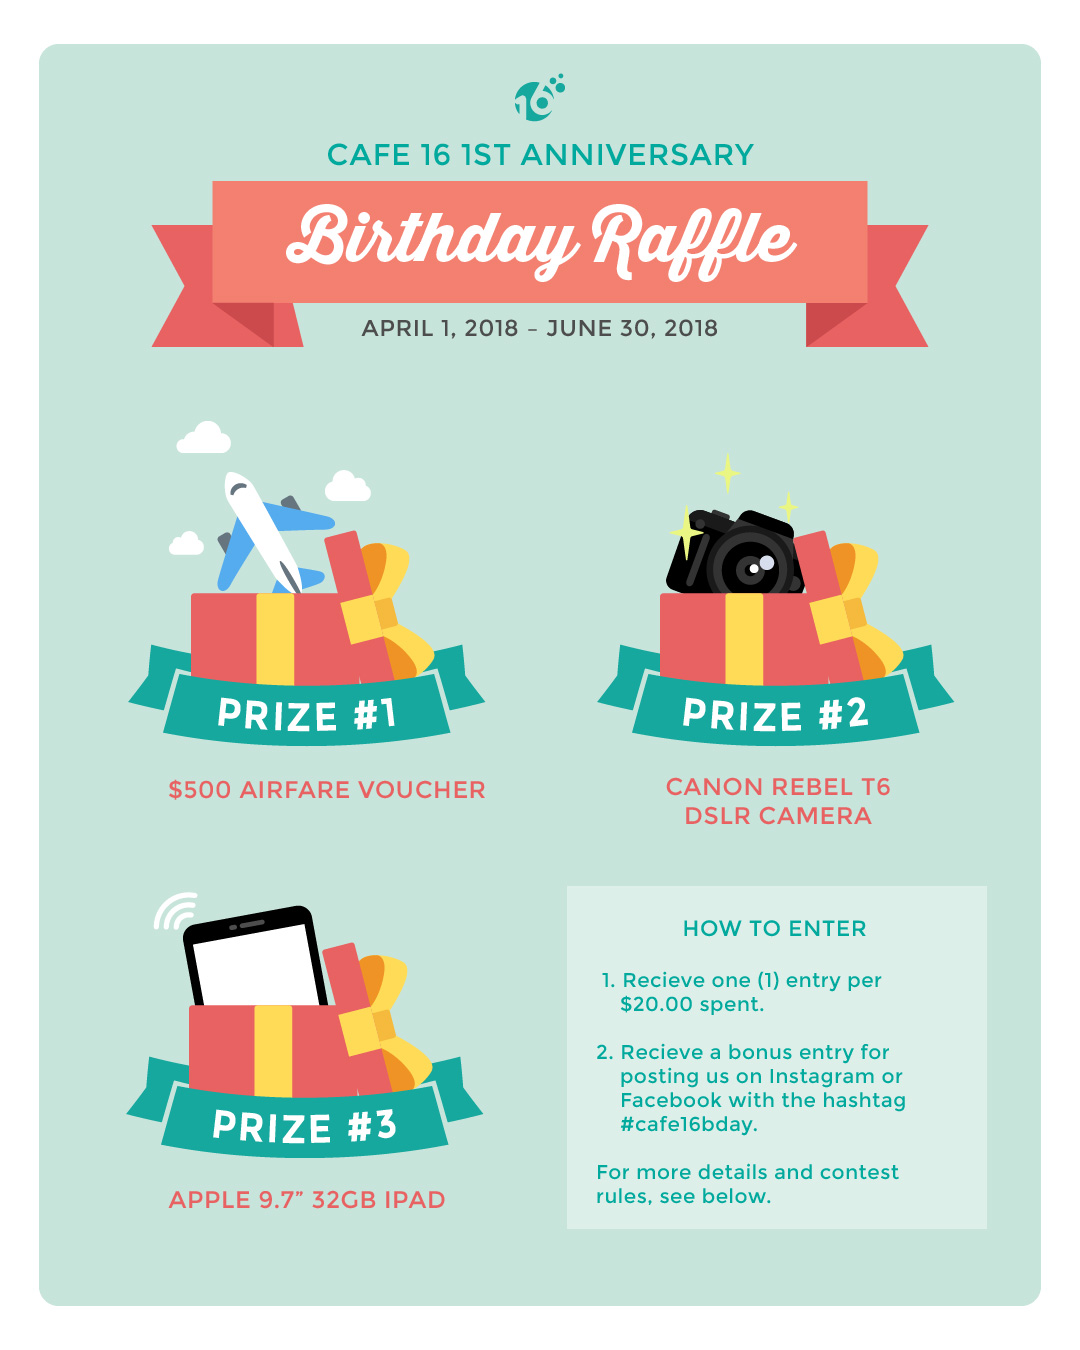 16
CAFE 16 1ST ANNIVERSARY
Birthday Raffle
APRIL 1, 2018 – JUNE 30, 2018
PRIZE #1
$500 AIRFARE VOUCHER
PRIZE #2
CANON REBEL T6
DSLR CAMERA
PRIZE #3
APPLE 9.7” 32GB IPAD
HOW TO ENTER
1. Recieve one (1) entry per
$20.00 spent.
2. Recieve a bonus entry for
posting us on Instagram or
Facebook with the hashtag
#cafe16bday.
For more details and contest
rules, see below.